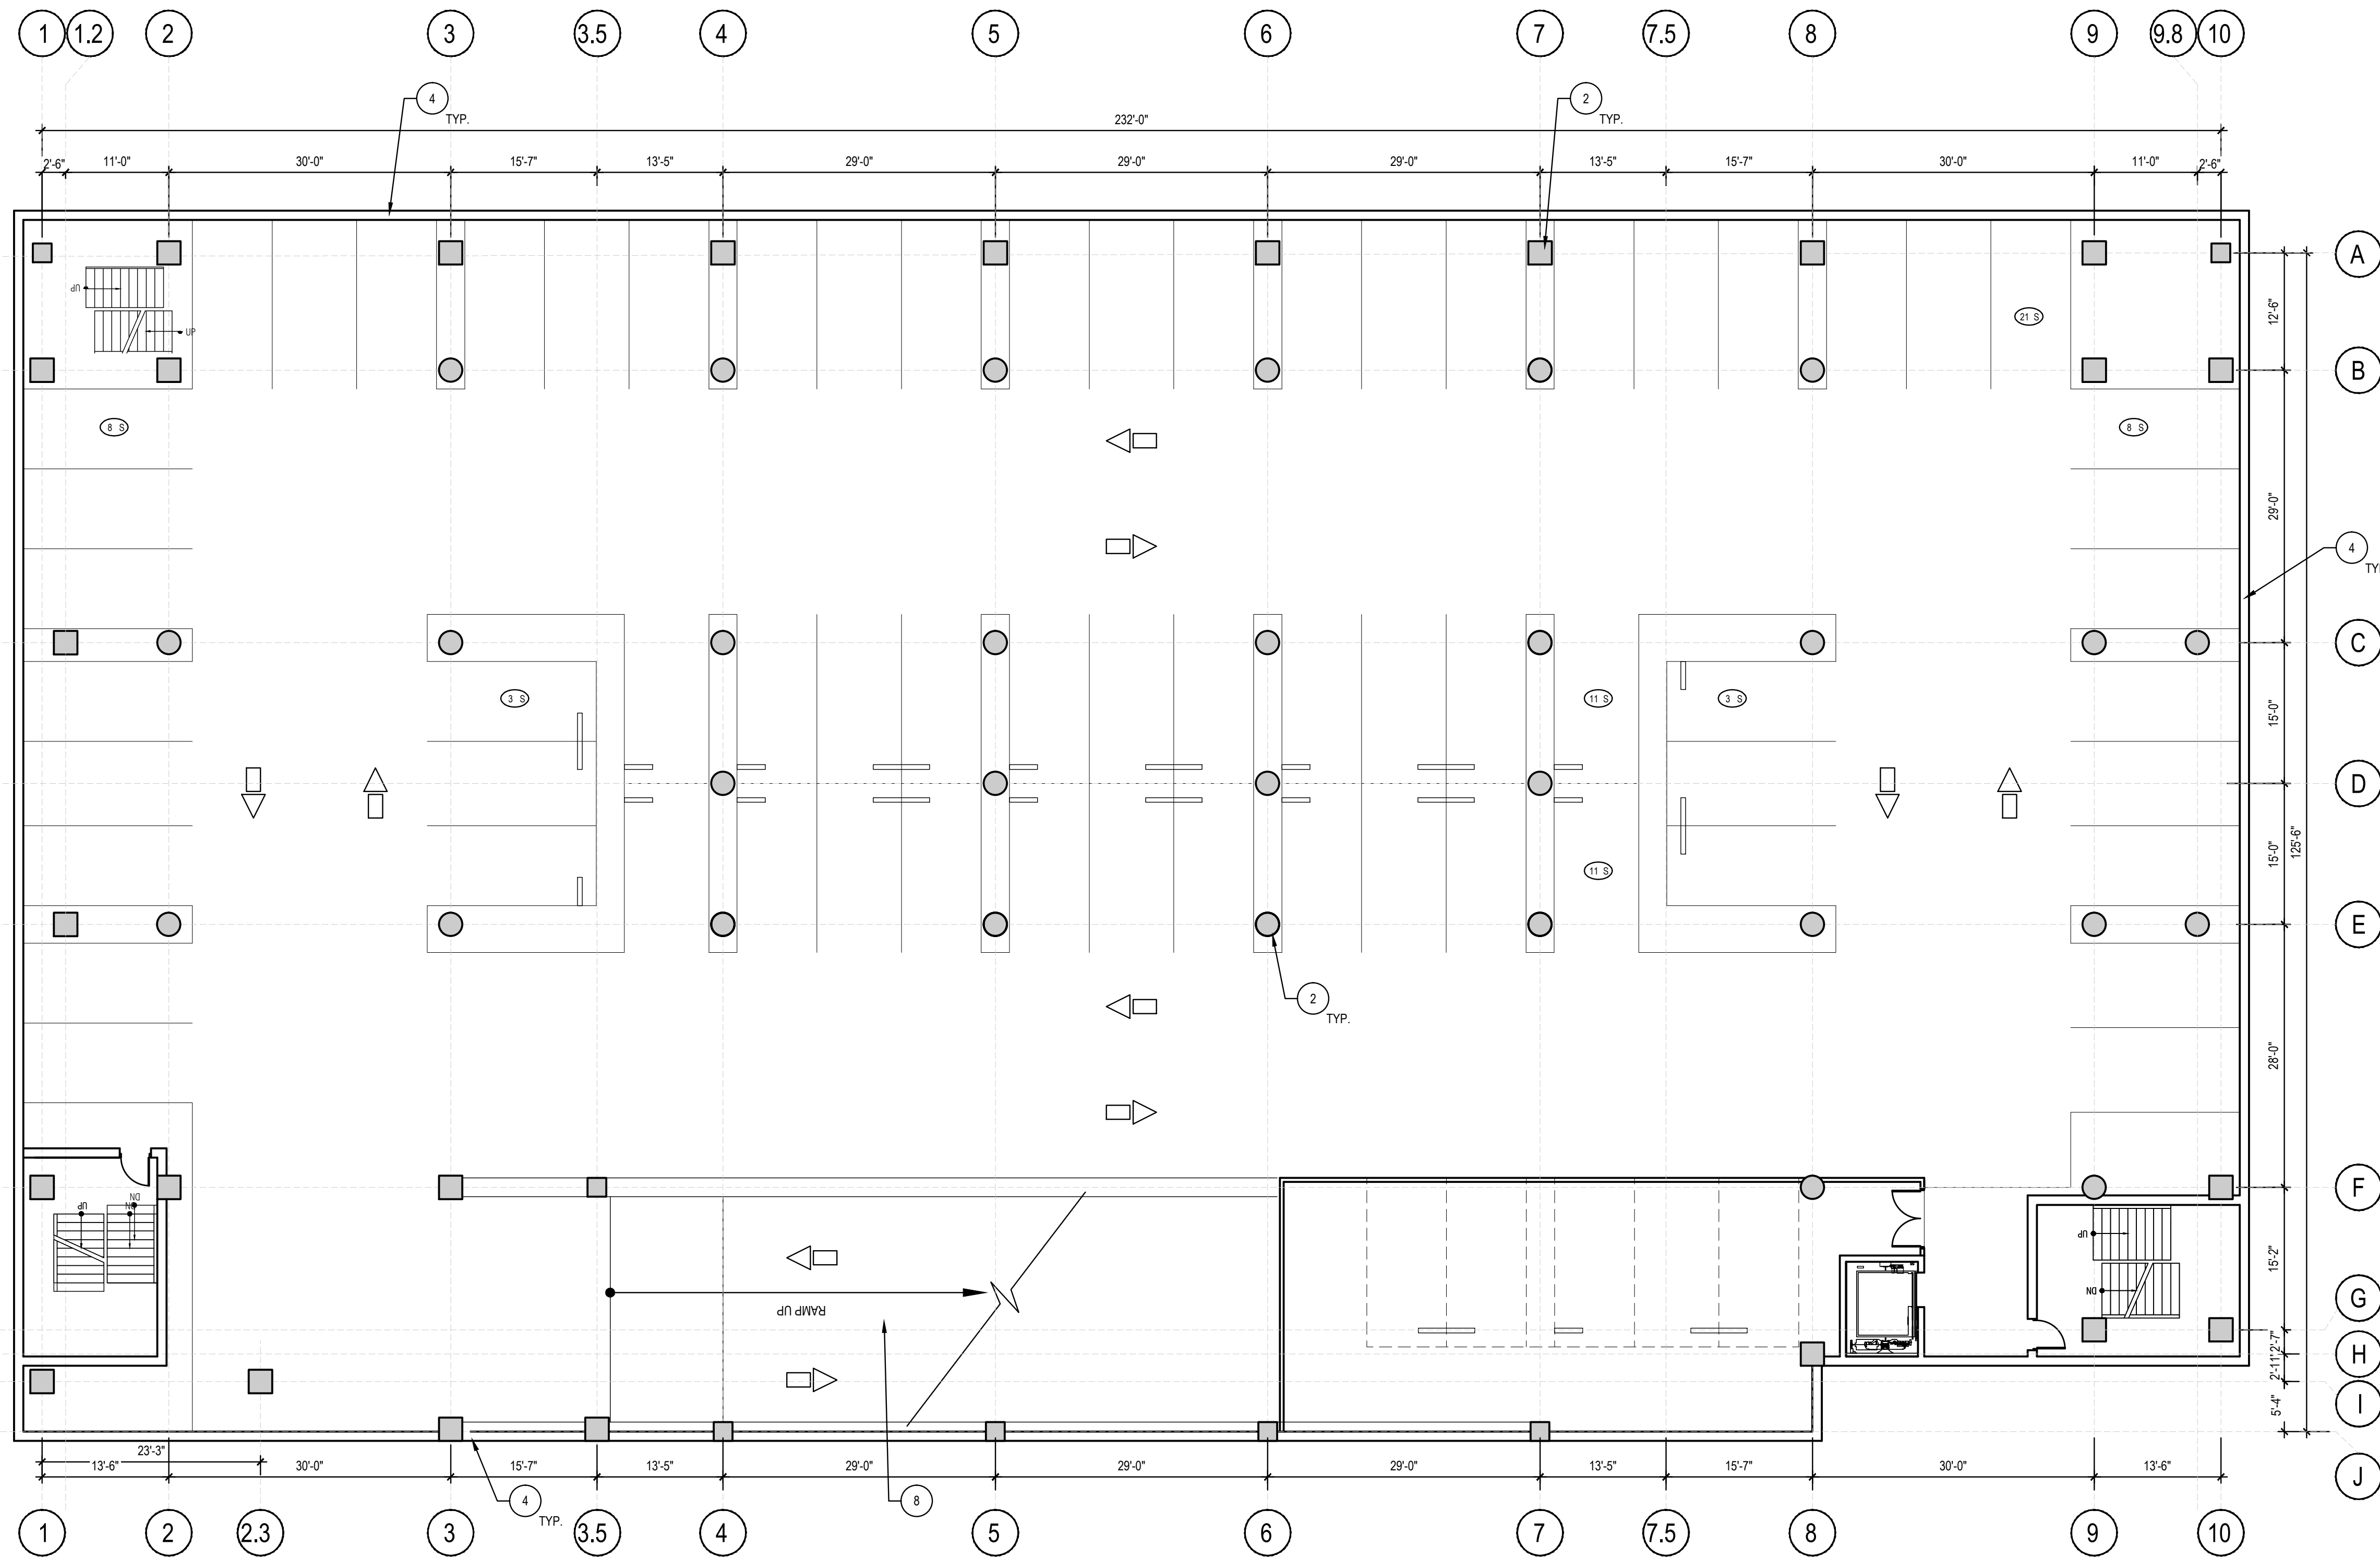 1 1.2 2 3 3.5 4 5 6 7 7.5 8 9 9.8 10
4 TYP.
2 TYP.
232'-0"
2'-6" 11'-0" 30'-0" 15'-7" 13'-5" 29'-0" 29'-0" 29'-0" 13'-5" 15'-7" 30'-0" 11'-0" 2'-6"
A
UP
12'-6"
21 S
UP
B
8 S
8 S
29'-0"
4
TY
C
3 S
11 S
3 S
15'-0"
D
125'-6"
15'-0"
11 S
E
2
TYP.
28'-0"
F
UP
DN
DN
UP
15'-2"
DN
G
RAMP UP
2'-7"
H
2'-11"
I
5'-4"
23'-3"
13'-6" 30'-0" 15'-7" 13'-5" 29'-0" 29'-0" 29'-0" 13'-5" 15'-7" 30'-0" 13'-6"
J
4
TYP.
8
1 2 2.3 3 3.5 4 5 6 7 7.5 8 9 10